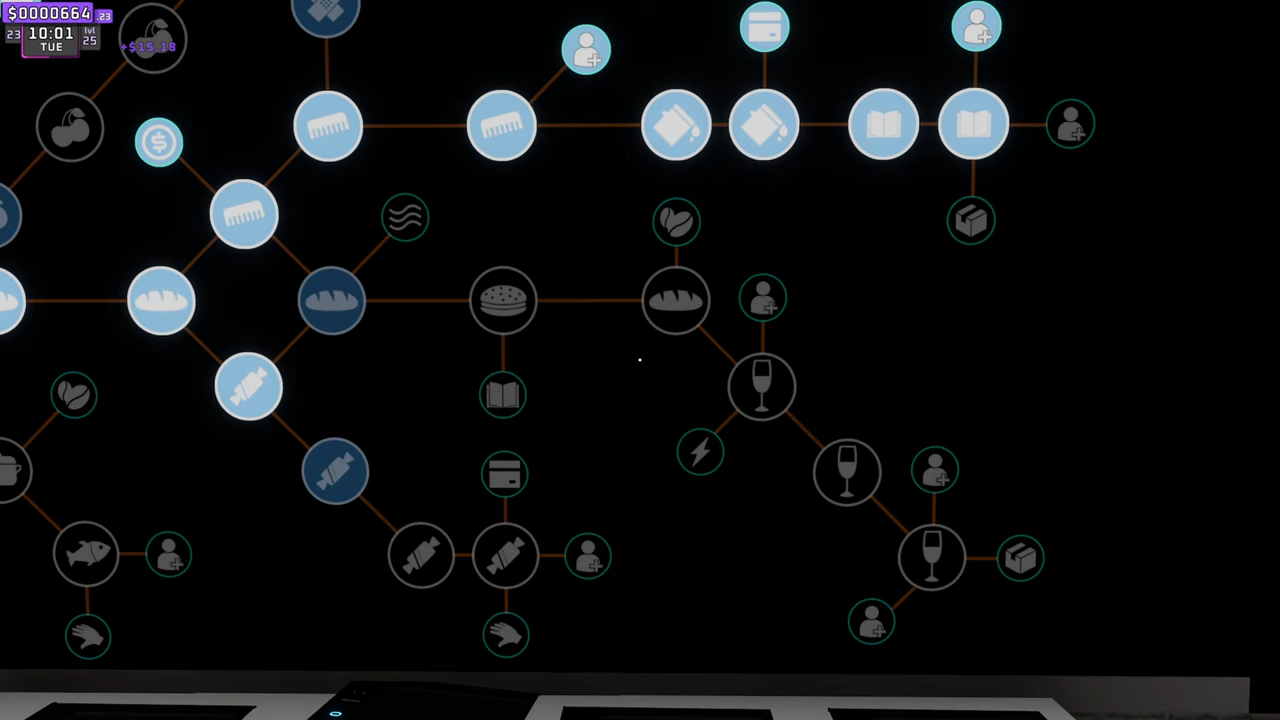 $0000664 .23
23 10:01 lvl
TUE 25
+$15.18